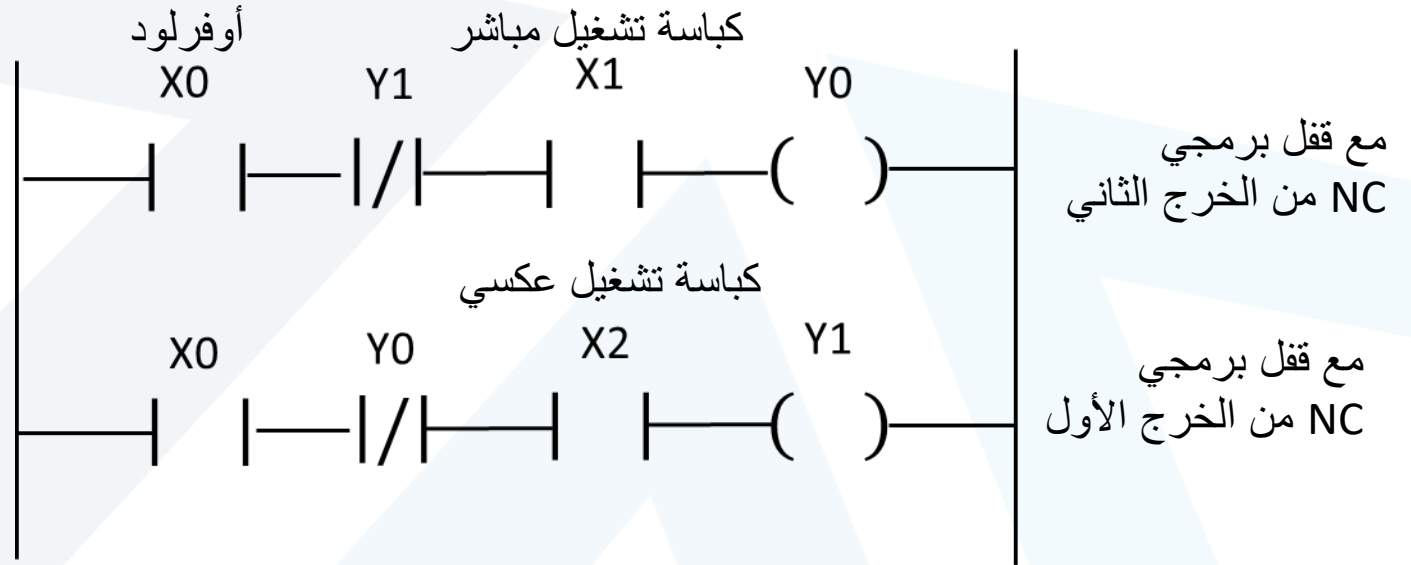 أوفرلود كباسة تشغيل مباشر
X0 Y1 X1 Y0
مع قفل برمجي
NC من الخرج الثاني
كباسة تشغيل عكسي
X0 Y0 X2 Y1
مع قفل برمجي
NC من الخرج الأول